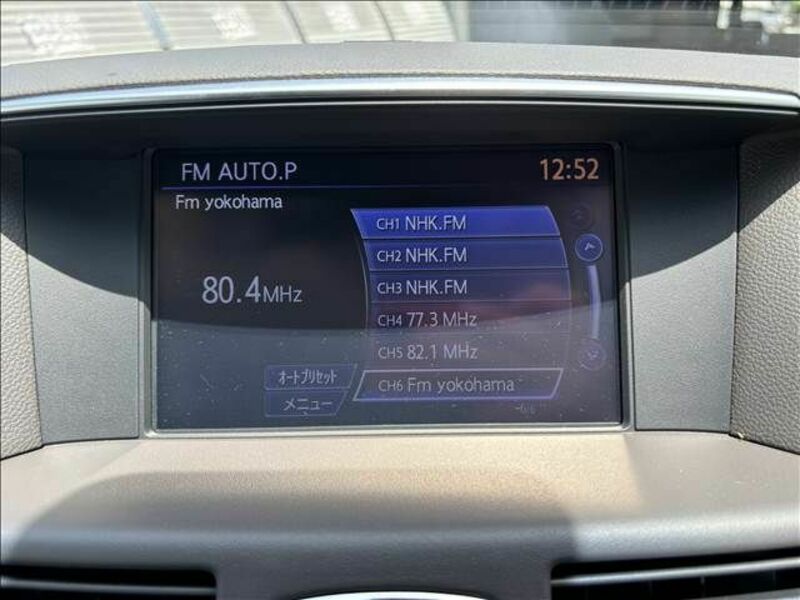 FM AUTO.P 12:52
Fm yokohama
80.4MHz
CH1 NHK.FM
CH2 NHK.FM
CH3 NHK.FM
CH4 77.3 MHz
CH5 82.1 MHz
CH6 Fm yokohama
オートプリセット
メニュー